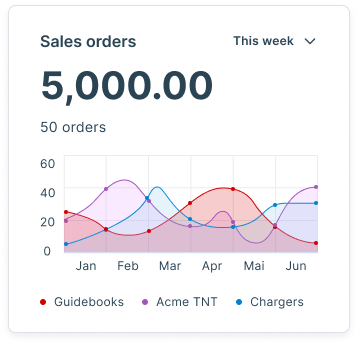 Sales orders
This week
5,000.00
50 orders
60
40
20
0
Jan Feb Mar Apr Mai Jun
Guidebooks Acme TNT Chargers